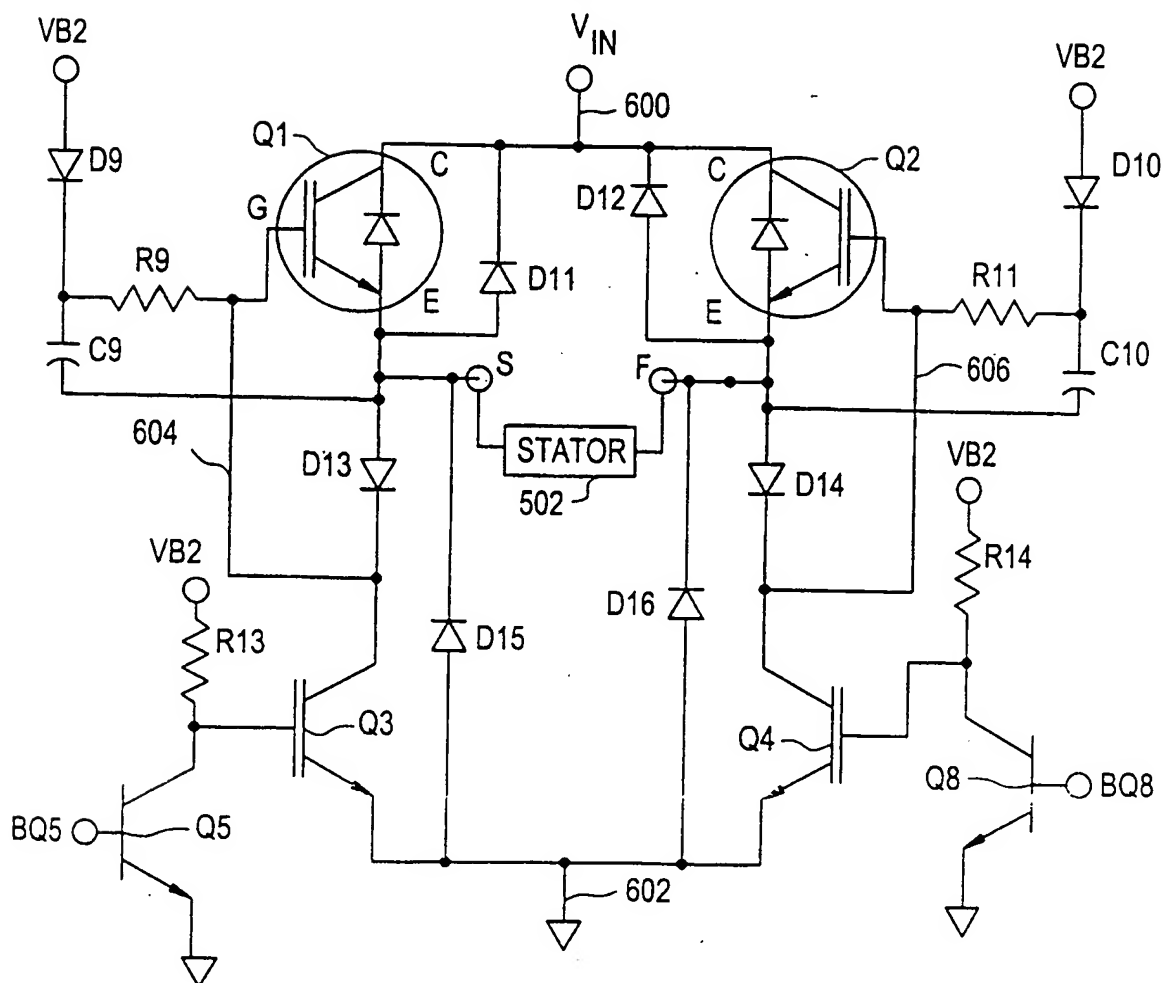 VB2
V IN
VB2
600
Q1
C
C
Q2
D9
D12
D10
G
R9
D11
R11
E
E
C9
S
F
606
C10
604
D13
STATOR
D14
VB2
502
VB2
R14
R13
D15
D16
Q3
Q4
Q8
BQ8
BQ5
Q5
602